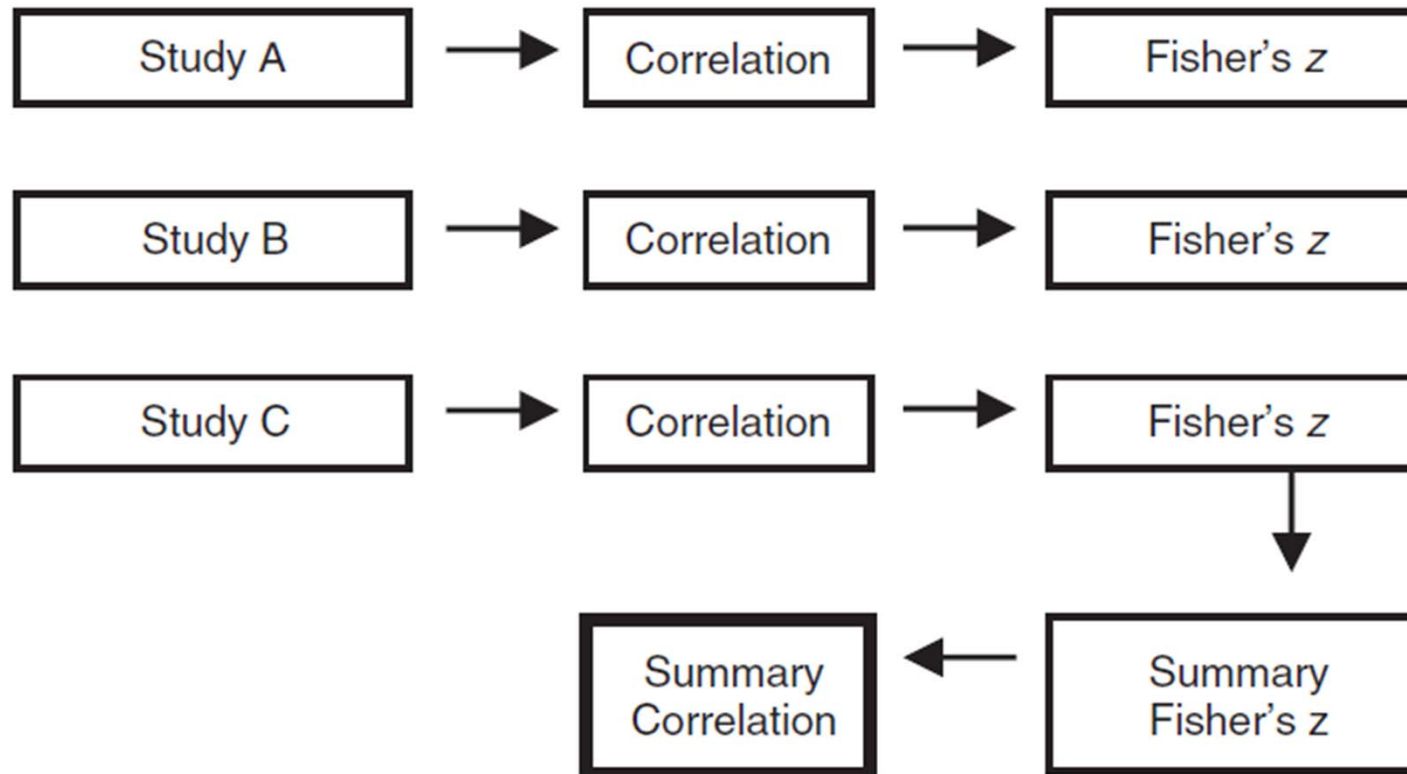 Study A
Correlation
Fisher's z
Study B
Correlation
Fisher's z
Study C
Correlation
Fisher's z
Summary
Correlation
Summary
Fisher's z